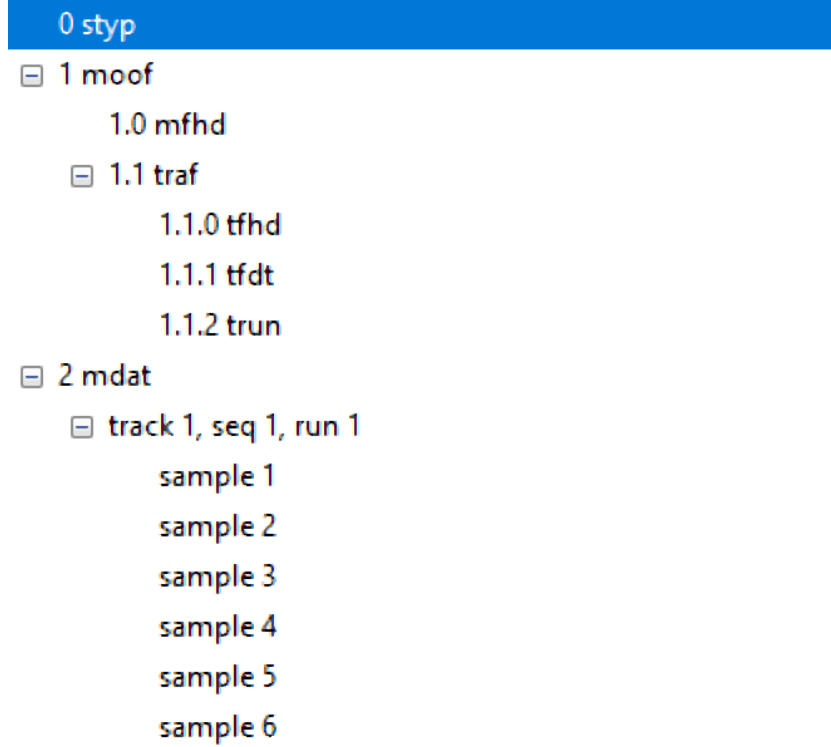 0 styp
1 moof
1.0 mfhd
1.1 traf
1.1.0 tfhd
1.1.1 tfdt
1.1.2 trun
2 mdat
track 1, seq 1, run 1
sample 1
sample 2
sample 3
sample 4
sample 5
sample 6